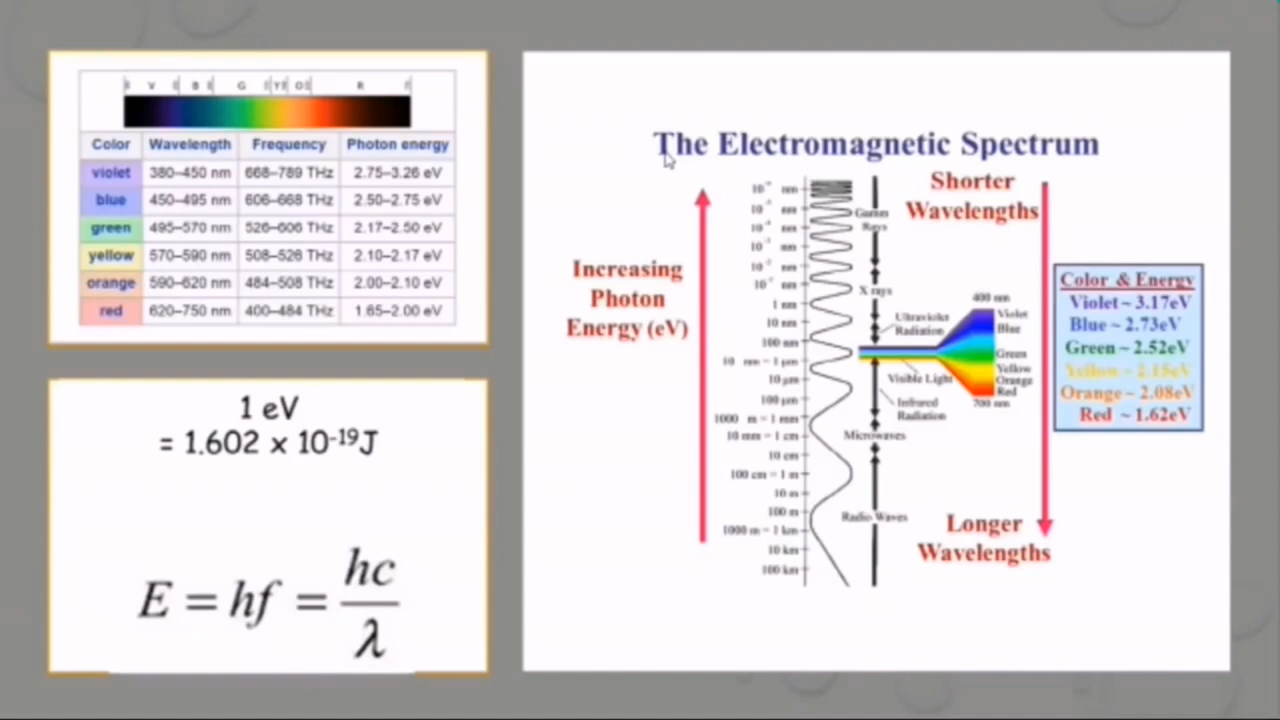 V B G Y O R
Color Wavelength Frequency Photon energy
violet 380–450 nm 668–789 THz 2.75–3.26 eV
blue 450–495 nm 606–668 THz 2.50–2.75 eV
green 495–570 nm 526–606 THz 2.17–2.50 eV
yellow 570–590 nm 508–526 THz 2.10–2.17 eV
orange 590–620 nm 484–508 THz 2.00–2.10 eV
red 620–750 nm 400–484 THz 1.65–2.00 eV
1 eV
= 1.602 x 10⁻¹⁹J
E = hf = hc/λ
The Electromagnetic Spectrum
Increasing
Photon
Energy (eV)
nm
nm
nm
nm
nm
nm
1 nm
10 nm
100 nm
nm = 1 μm
10 μm
100 μm
1000 m = 1 mm
10 mm = 1 cm
10 cm
100 cm = 1 m
10 m
100 m
1000 m = 1 km
10 km
100 km
Gamm
Rays
X rays
Ultraviolet
Radiation
Visible Light
Infrared
Radiation
Microwaves
Radio Waves
400 nm
Violet
Blue
Green
Yellow
Orange
Red
700 nm
Shorter
Wavelengths
Longer
Wavelengths
Color & Energy
Violet ~ 3.17eV
Blue ~ 2.73eV
Green ~ 2.52eV
Yellow ~ 2.15eV
Orange ~ 2.08eV
Red ~ 1.62eV